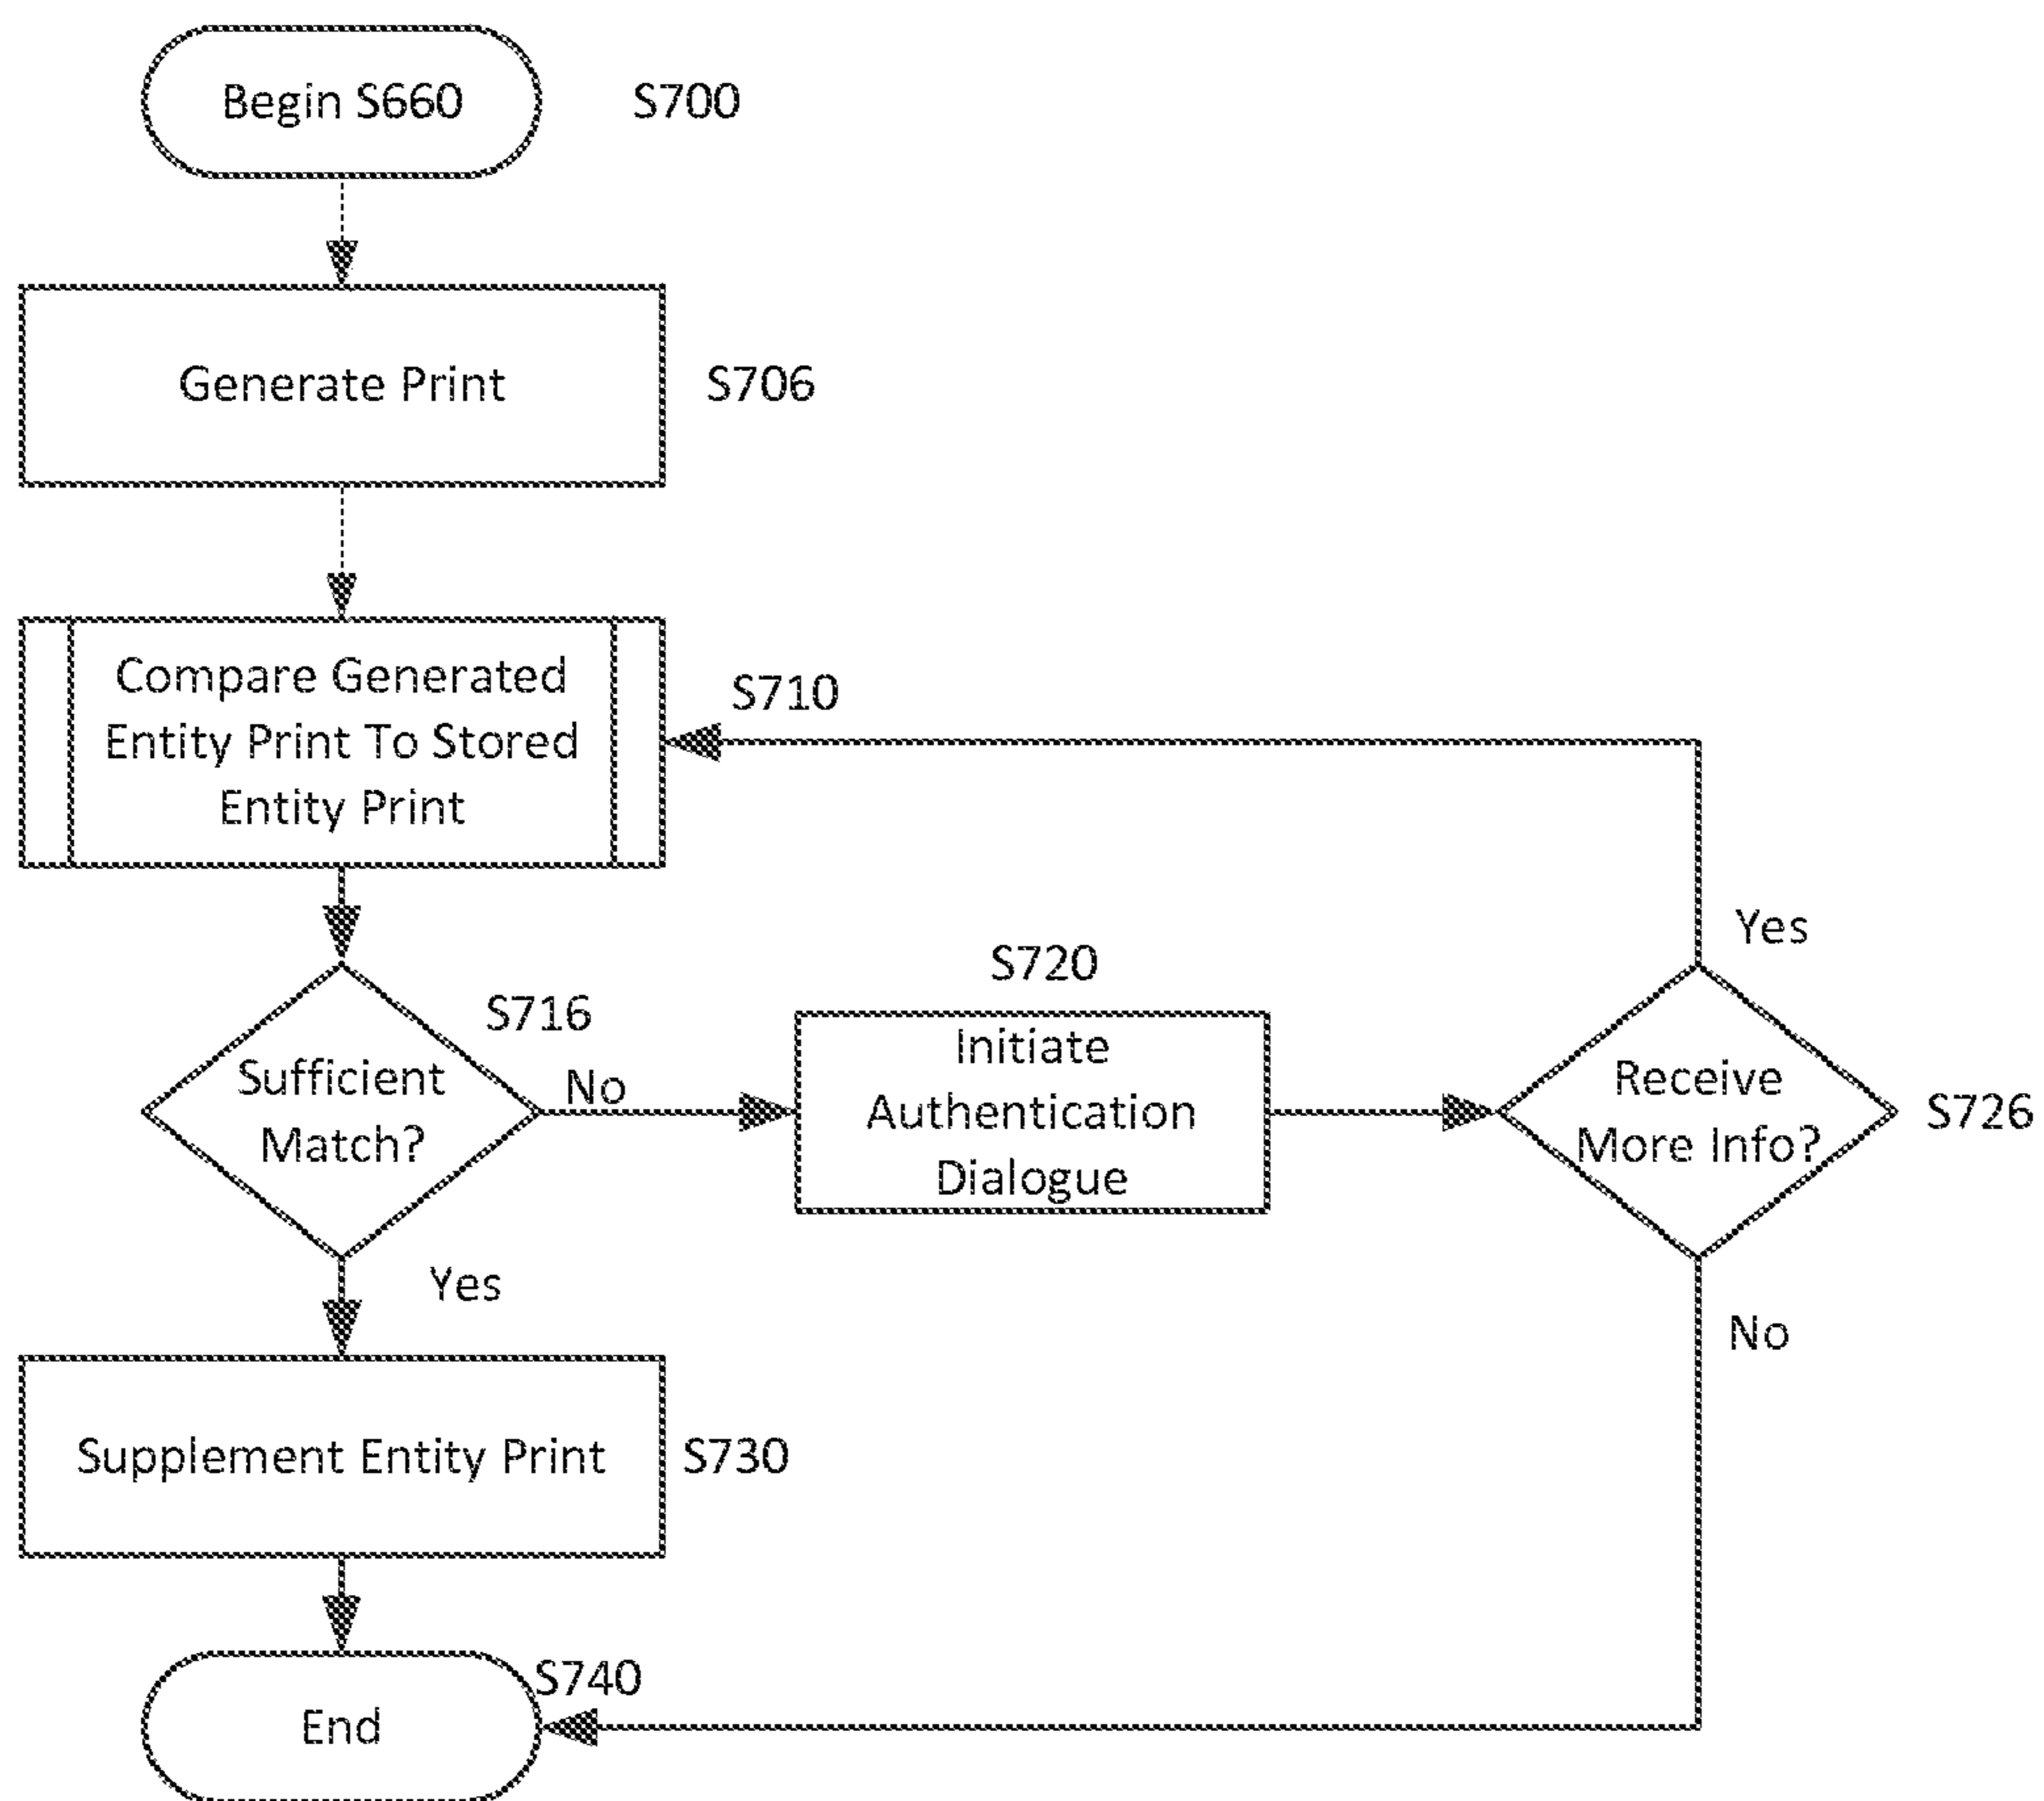 Begin S660
S700
Generate Print
S706
Compare Generated
Entity Print To Stored
Entity Print
S710
Sufficient
Match?
S716
No
Yes
S720
Initiate
Authentication
Dialogue
Receive
More Info?
S726
Yes
No
Supplement Entity Print
S730
End
S740